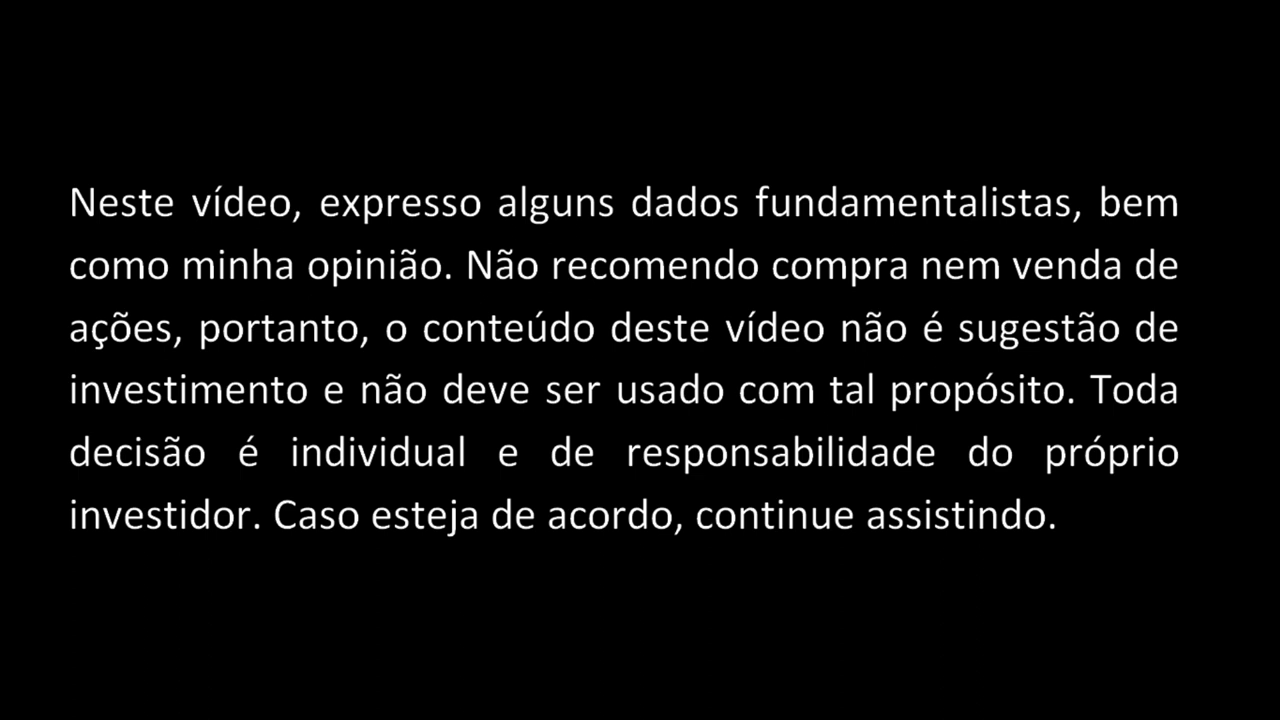 Neste vídeo, expresso alguns dados fundamentalistas, bem
como minha opinião. Não recomendo compra nem venda de
ações, portanto, o conteúdo deste vídeo não é sugestão de
investimento e não deve ser usado com tal propósito. Toda
decisão é individual e de responsabilidade do próprio
investidor. Caso esteja de acordo, continue assistindo.